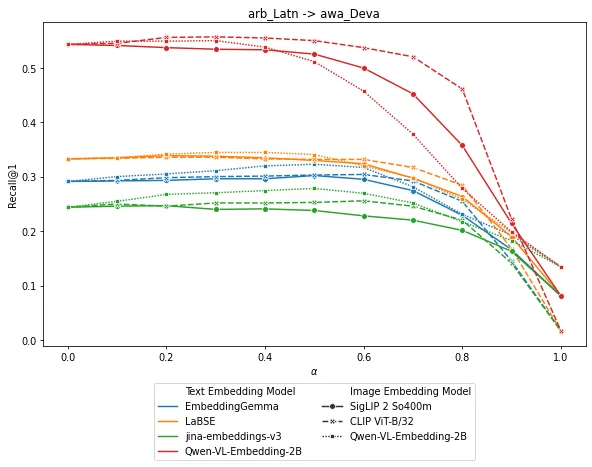 arb_Latn -> awa_Deva
Recall@1
0.5
0.4
0.3
0.2
0.1
0.0
0.0 0.2 0.4 0.6 0.8 1.0
α
Text Embedding Model Image Embedding Model
EmbeddingGemma SigLIP 2 So400m
LaBSE CLIP ViT-B/32
jina-embeddings-v3 Qwen-VL-Embedding-2B
Qwen-VL-Embedding-2B